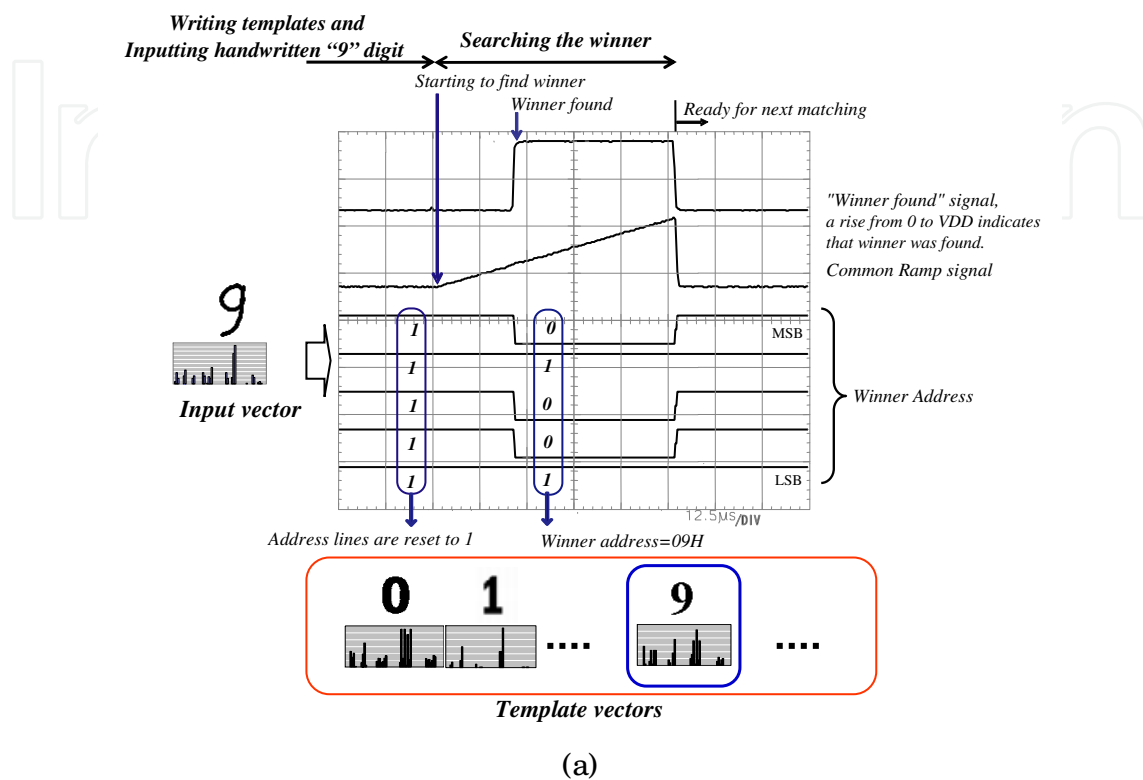 Writing templates and
Inputting handwritten “9” digit
Searching the winner
Starting to find winner
Winner found
Ready for next matching
"Winner found" signal,
a rise from 0 to VDD indicates
that winner was found.
Common Ramp signal
9
Input vector
1 0 MSB
1 1
1 0
1 0
1 1 LSB
Winner Address
12.5µs/DIV
Address lines are reset to 1
Winner address=09H
0 1 .... 9 ....
Template vectors
(a)